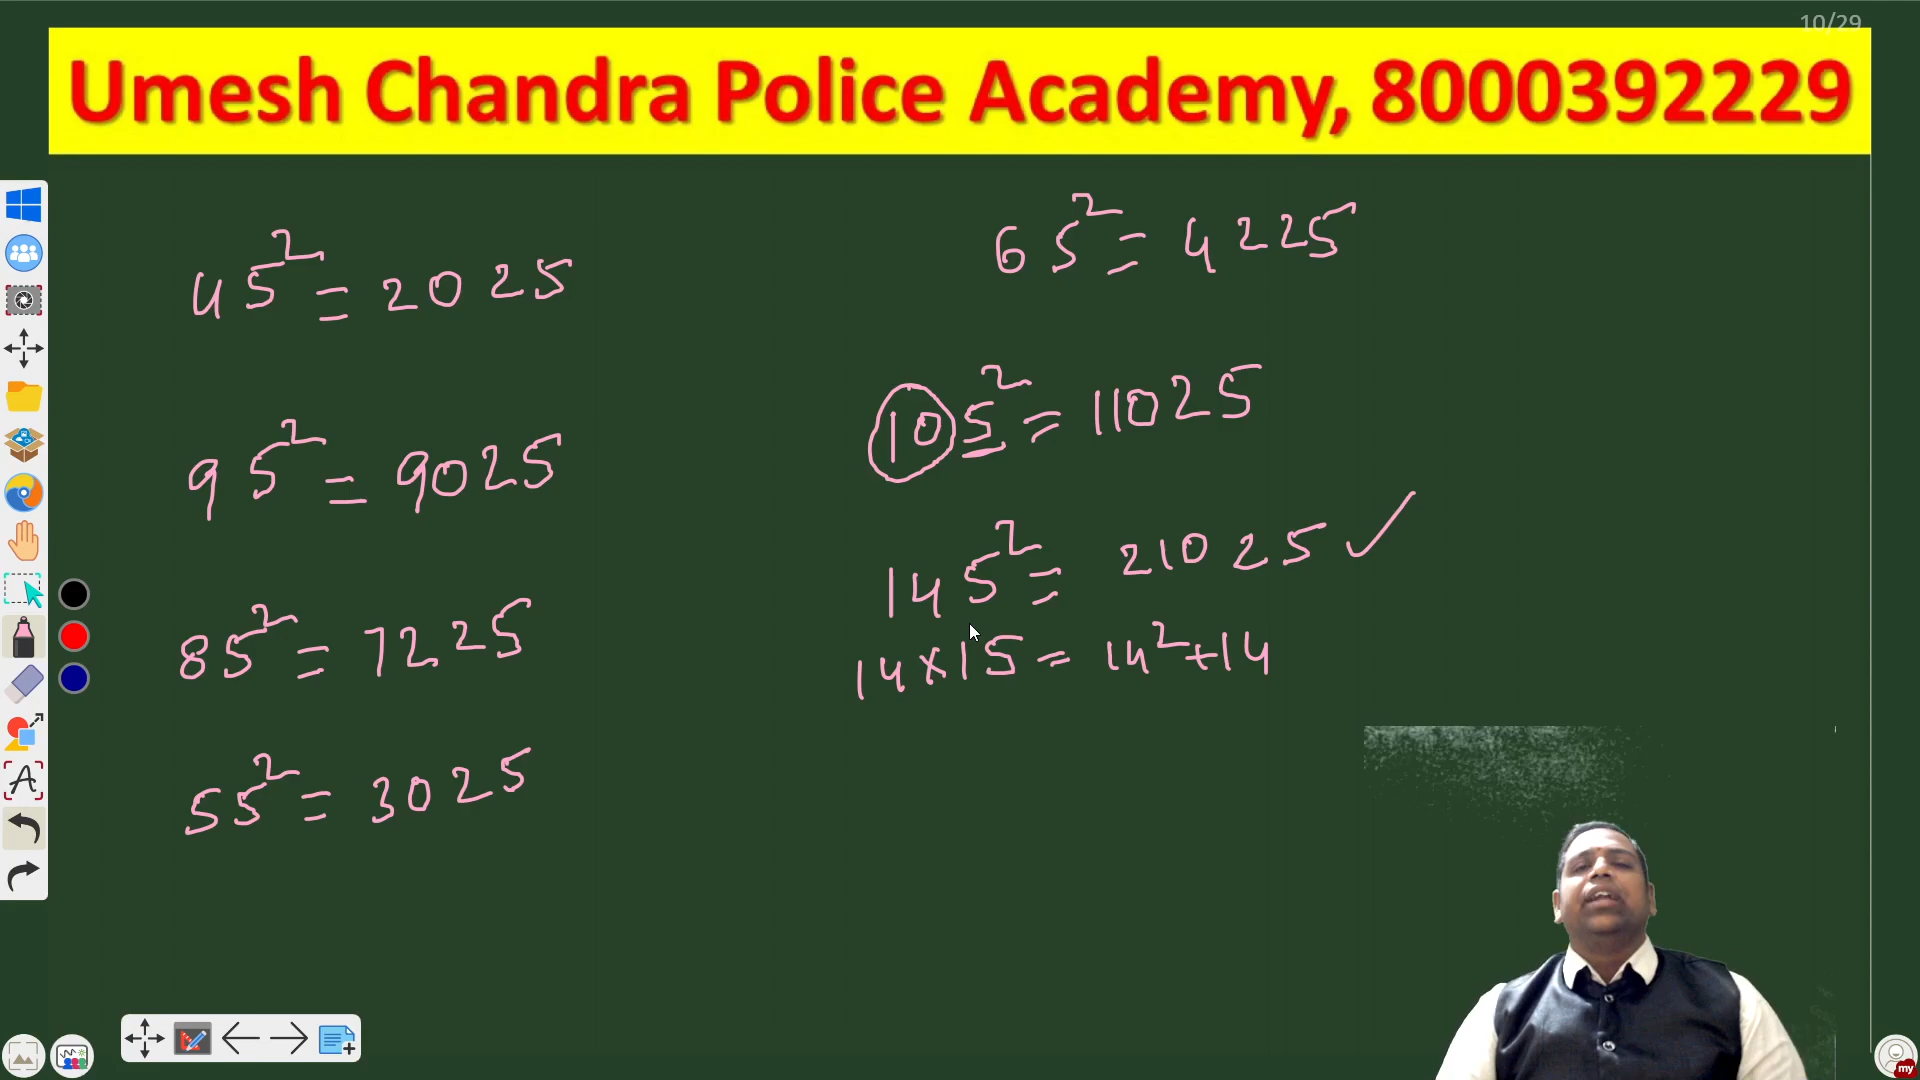 10/29
Umesh Chandra Police Academy, 8000392229
45² = 2025
95² = 9025
85² = 7225
55² = 3025
65² = 4225
105² = 11025
145² = 21025 ✓
14×15 = 14²+14
my